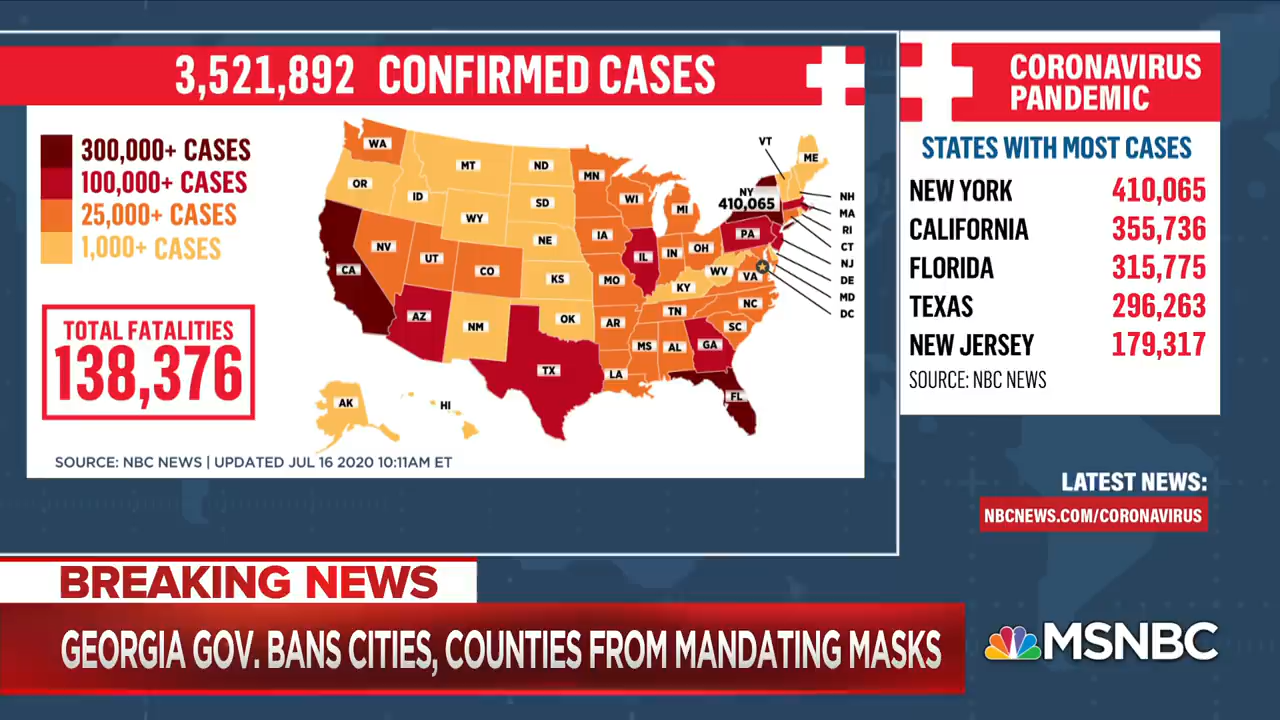 3,521,892 CONFIRMED CASES
300,000+ CASES
100,000+ CASES
25,000+ CASES
1,000+ CASES
TOTAL FATALITIES
138,376
WA
OR
CA
NV
ID
MT
WY
UT
AZ
CO
NM
ND
SD
NE
KS
OK
TX
MN
IA
MO
AR
LA
WI
IL
MI
IN
OH
KY
TN
MS
AL
GA
FL
SC
NC
VA
WV
PA
NY
410,065
VT
ME
NH
MA
RI
CT
NJ
DE
MD
DC
AK
HI
SOURCE: NBC NEWS | UPDATED JUL 16 2020 10:11AM ET
CORONAVIRUS
PANDEMIC
STATES WITH MOST CASES
NEW YORK 410,065
CALIFORNIA 355,736
FLORIDA 315,775
TEXAS 296,263
NEW JERSEY 179,317
SOURCE: NBC NEWS
LATEST NEWS:
NBCNEWS.COM/CORONAVIRUS
BREAKING NEWS
GEORGIA GOV. BANS CITIES, COUNTIES FROM MANDATING MASKS
MSNBC